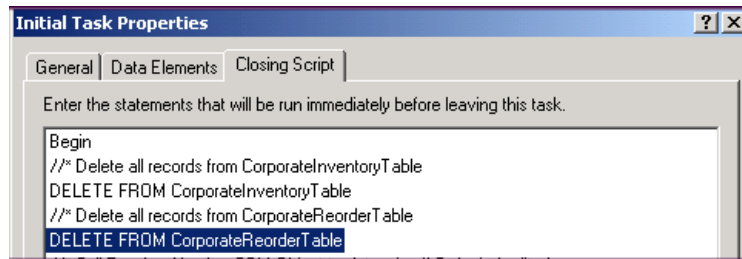 Initial Task Properties
General Data Elements Closing Script
Enter the statements that will be run immediately before leaving this task.
Begin
//* Delete all records from CorporateInventoryTable
DELETE FROM CorporateInventoryTable
//* Delete all records from CorporateReorderTable
DELETE FROM CorporateReorderTable